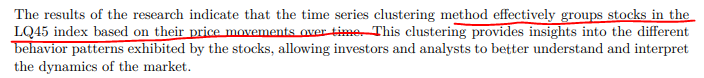 The results of the research indicate that the time series clustering method effectively groups stocks in the
LQ45 index based on their price movements over time. This clustering provides insights into the different
behavior patterns exhibited by the stocks, allowing investors and analysts to better understand and interpret
the dynamics of the market.